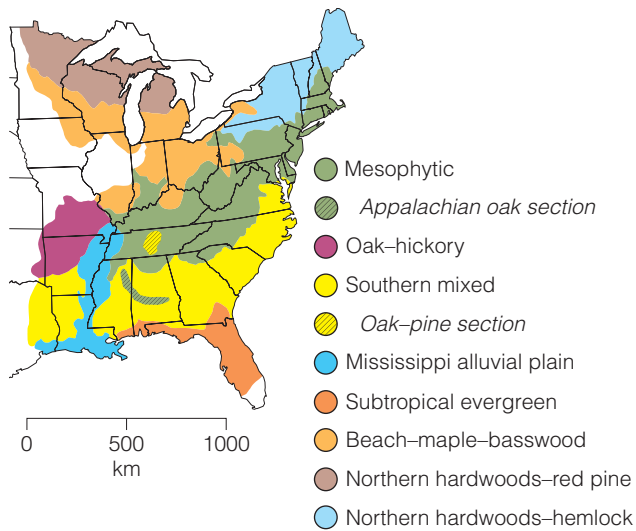 Mesophytic
Appalachian oak section
Oak–hickory
Southern mixed
Oak–pine section
Mississippi alluvial plain
Subtropical evergreen
Beach–maple–basswood
Northern hardwoods–red pine
Northern hardwoods–hemlock
0 500 1000
km